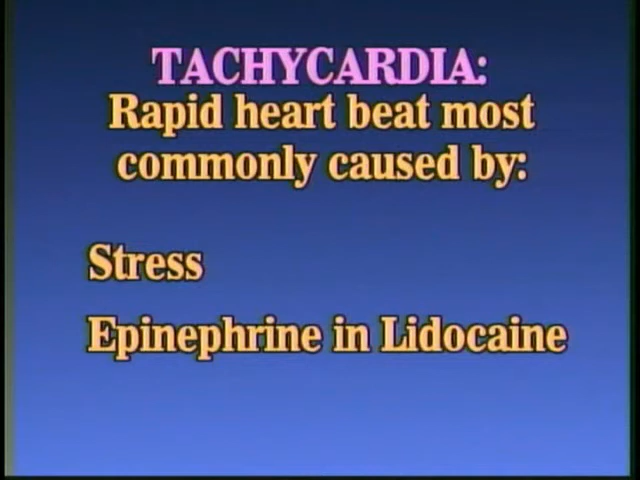 TACHYCARDIA:
Rapid heart beat most
commonly caused by:
Stress
Epinephrine in Lidocaine